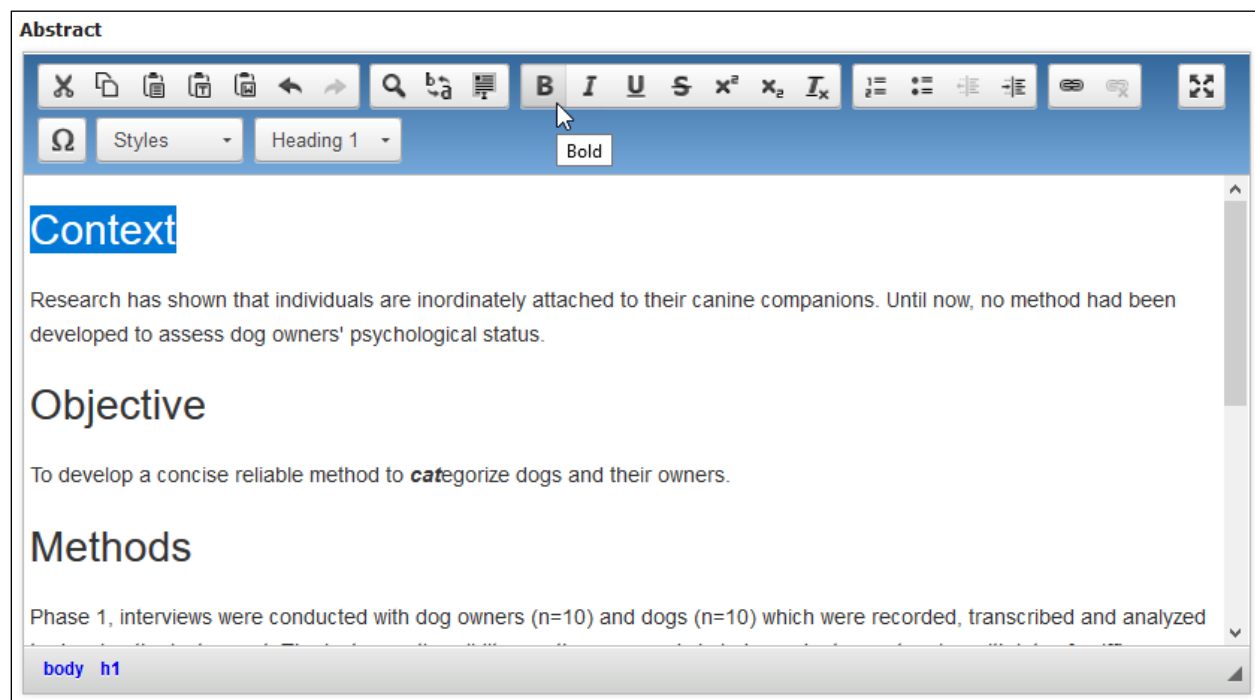 Abstract
B I U S x² x₂ Iₓ
Ω Styles Heading 1
Bold
Context
Research has shown that individuals are inordinately attached to their canine companions. Until now, no method had been
developed to assess dog owners' psychological status.
Objective
To develop a concise reliable method to categorize dogs and their owners.
Methods
Phase 1, interviews were conducted with dog owners (n=10) and dogs (n=10) which were recorded, transcribed and analyzed
body h1